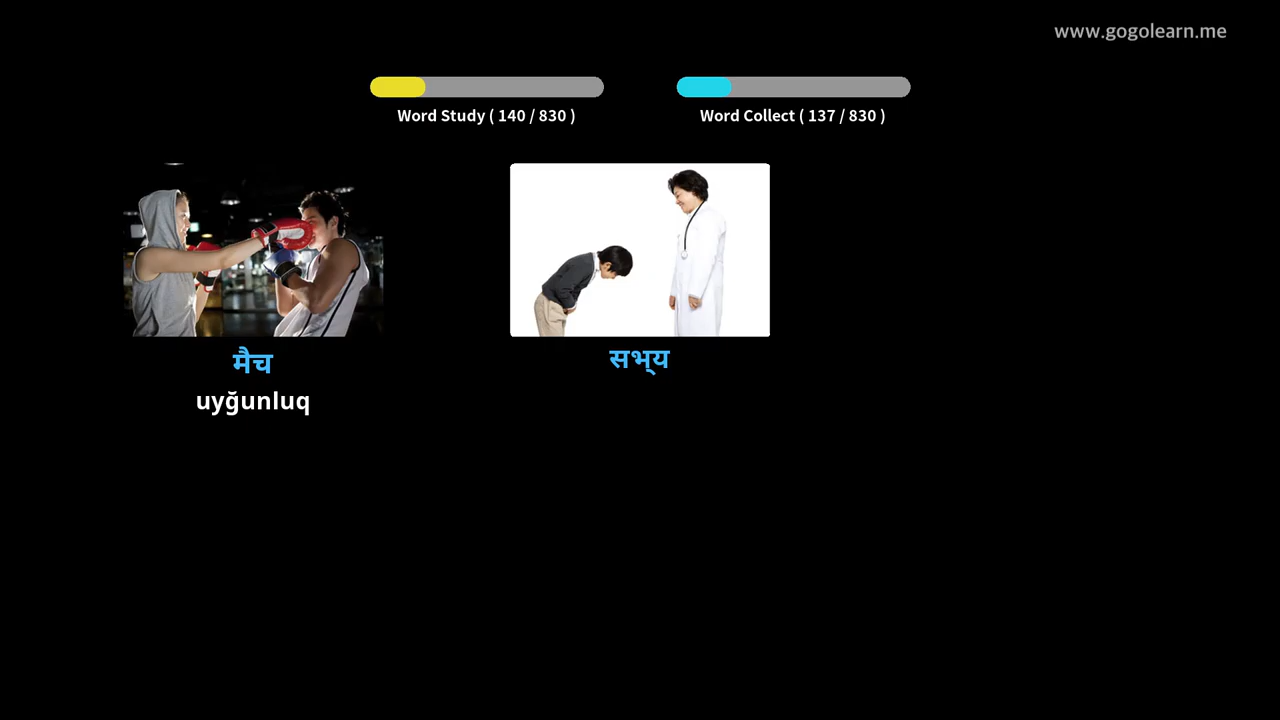 www.gogolearn.me
Word Study ( 140 / 830 )
Word Collect ( 137 / 830 )
मैच
uyğunluq
सभ्य